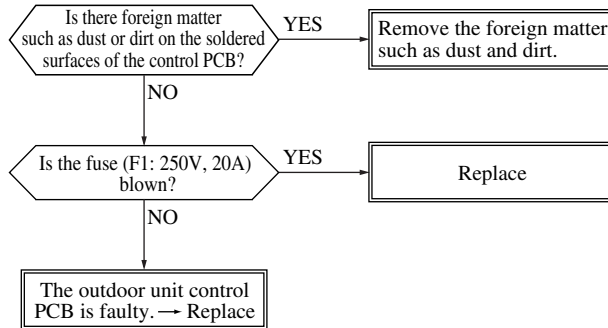 Is there foreign matter
such as dust or dirt on the soldered
surfaces of the control PCB?
YES
Remove the foreign matter
such as dust and dirt.
NO
Is the fuse (F1: 250V, 20A)
blown?
YES
Replace
NO
The outdoor unit control
PCB is faulty. → Replace